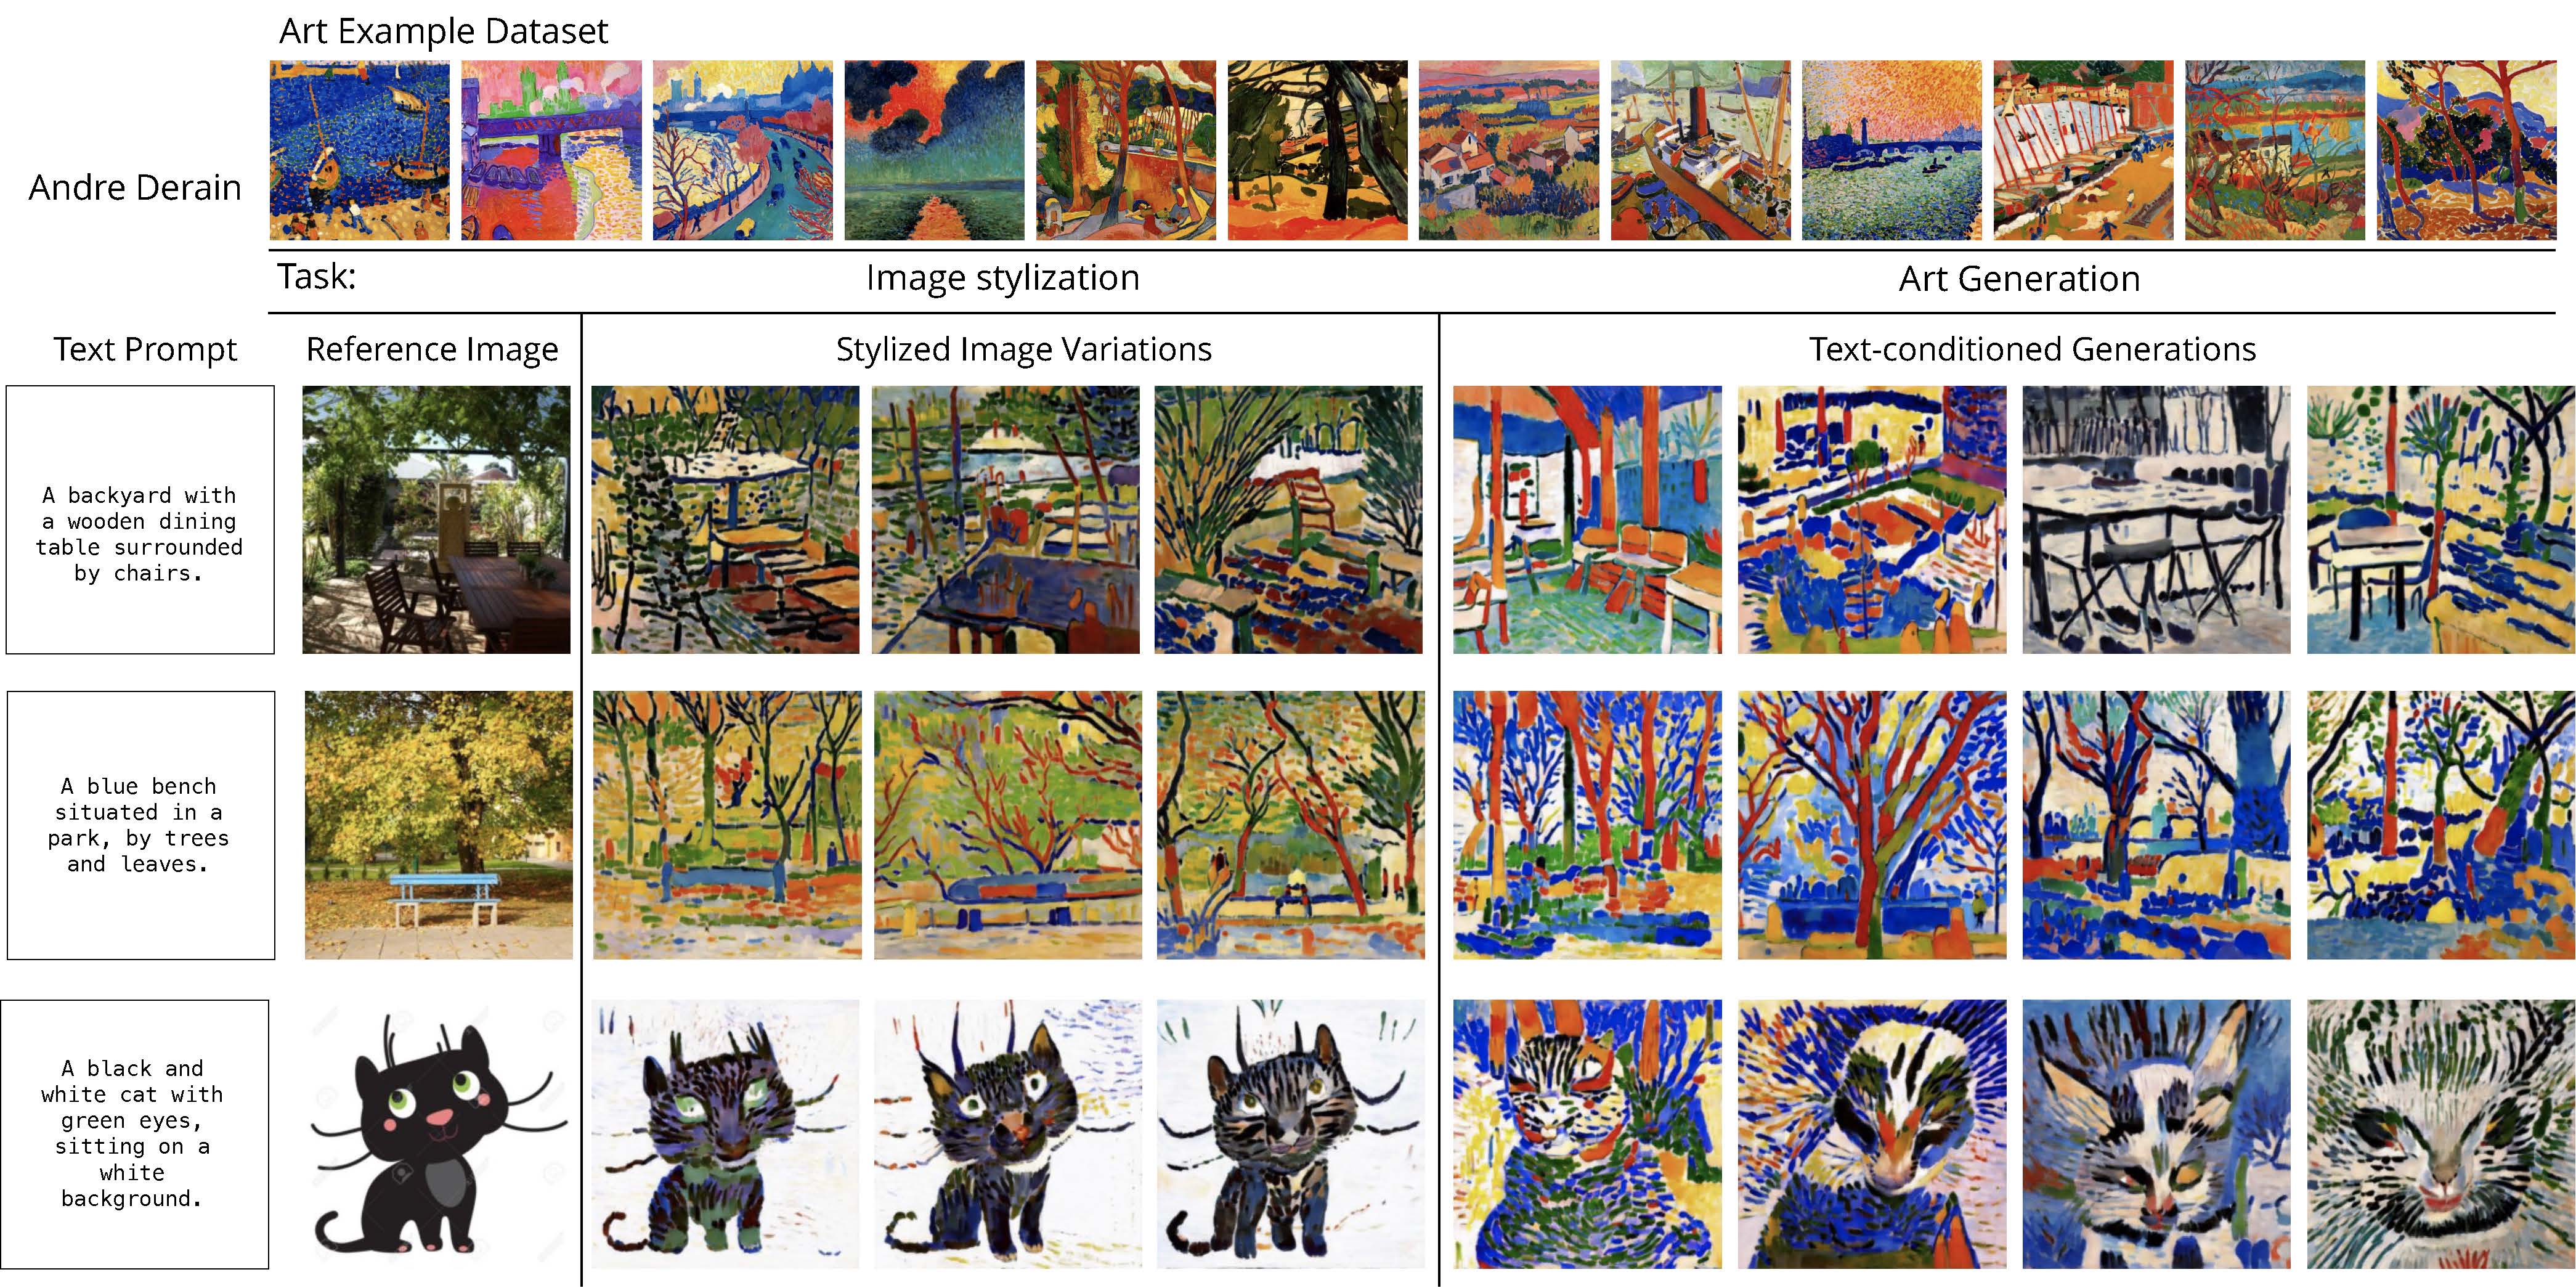 Art Example Dataset
Andre Derain
Task:
Image stylization
Art Generation
Text Prompt
Reference Image
Stylized Image Variations
Text-conditioned Generations
A backyard with
a wooden dining
table surrounded
by chairs.
A blue bench
situated in a
park, by trees
and leaves.
A black and
white cat with
green eyes,
sitting on a
white
background.